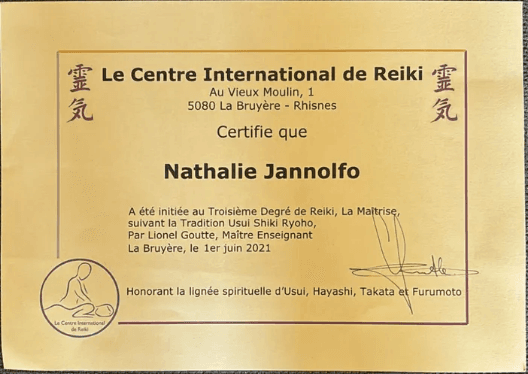 靈氣
Le Centre International de Reiki
靈氣
Au Vieux Moulin, 1
5080 La Bruyère - Rhisnes
Certifie que
Nathalie Jannolfo
A été initiée au Troisième Degré de Reiki, La Maîtrise,
suivant la Tradition Usui Shiki Ryoho,
Par Lionel Goutte, Maître Enseignant
La Bruyère, le 1er juin 2021
Honorant la lignée spirituelle d'Usui, Hayashi, Takata et Furumoto
Le Centre International
de Reiki